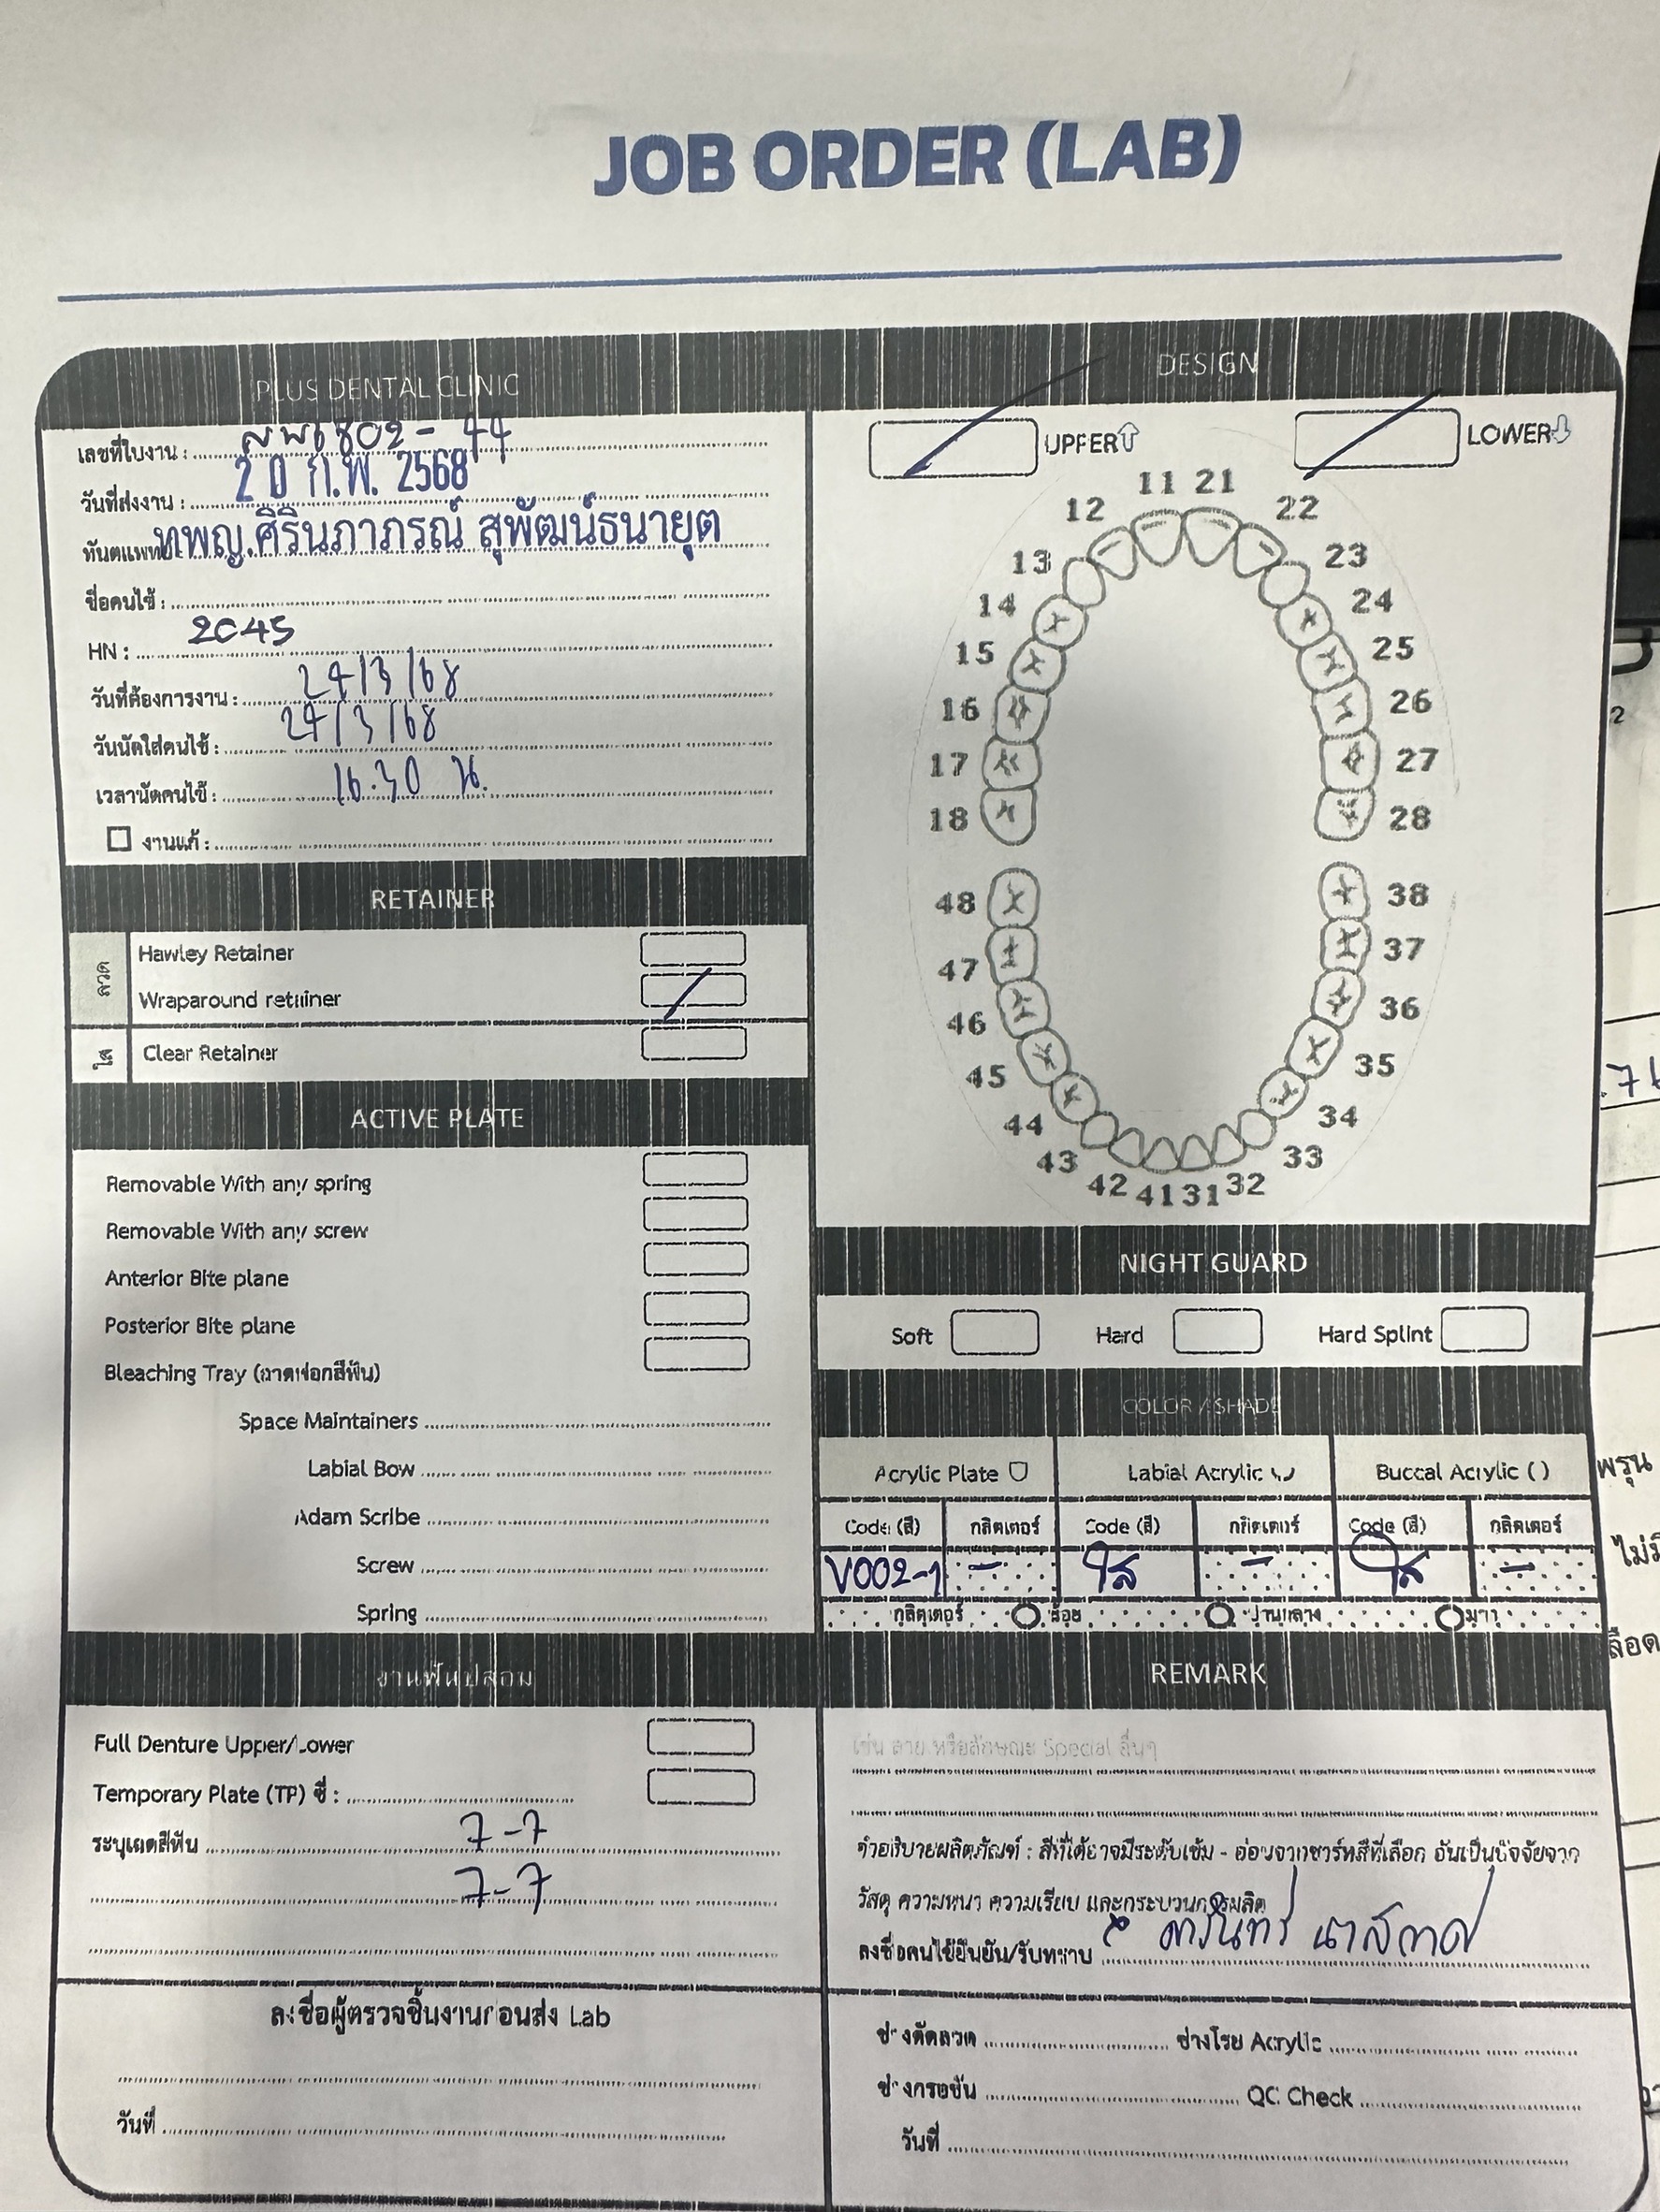 JOB ORDER (LAB)
PLUS DENTAL CLINIC
เลขที่ใบงาน : 6802-44
วันที่ส่งงาน : 20 ก.พ. 2568
ทันตแพทย์ ทพญ.ศิรินภาภรณ์ สุพัฒน์ธนายุต
ชื่อคนไข้ :
HN : 2045
วันที่ต้องการงาน : 24/3/68
วันนัดใส่คนไข้ : 24/3/68
เวลานัดคนไข้ : 16.30 น.
งานแก้ :
RETAINER
ลวด
Hawley Retainer
Wraparound retainer
ใส
Clear Retainer
ACTIVE PLATE
Removable With any spring
Removable With any screw
Anterior Bite plane
Posterior Bite plane
Bleaching Tray (ถาดฟอกสีฟัน)
Space Maintainers
Labial Bow
Adam Scribe
Screw
Spring
งานฟันปลอม
Full Denture Upper/Lower
Temporary Plate (TP) ซี่ :
ระบุเฉดสีฟัน 7-7
7-7
ลงชื่อผู้ตรวจชิ้นงานก่อนส่ง Lab
วันที่
DESIGN
UPPER LOWER
11 21
12 22
13 23
14 24
15 25
16 26
17 27
18 28
48 38
47 37
46 36
45 35
44 34
43 33
42 41 31 32
NIGHT GUARD
Soft Hard Hard Splint
COLOR / SHADE
Acrylic Plate Labial Acrylic Buccal Acrylic ( )
Code (สี) กลิตเตอร์ Code (สี) กลิตเตอร์ Code (สี) กลิตเตอร์
V002-1 - ใส - ใส -
กลิตเตอร์ น้อย ปานกลาง มาก
REMARK
เช่น ลาย หรือลักษณะ Special อื่นๆ
คำอธิบายผลิตภัณฑ์ : สีที่ได้อาจมีระดับเข้ม - อ่อนจากชาร์ทสีที่เลือก อันเป็นปัจจัยจาก
วัสดุ ความหนา ความเรียบ และกระบวนการผลิต
ลงชื่อคนไข้ยืนยัน/รับทราบ
ช่างดัดลวด ช่างโรย Acrylic
ช่างกรอขัด QC Check
วันที่